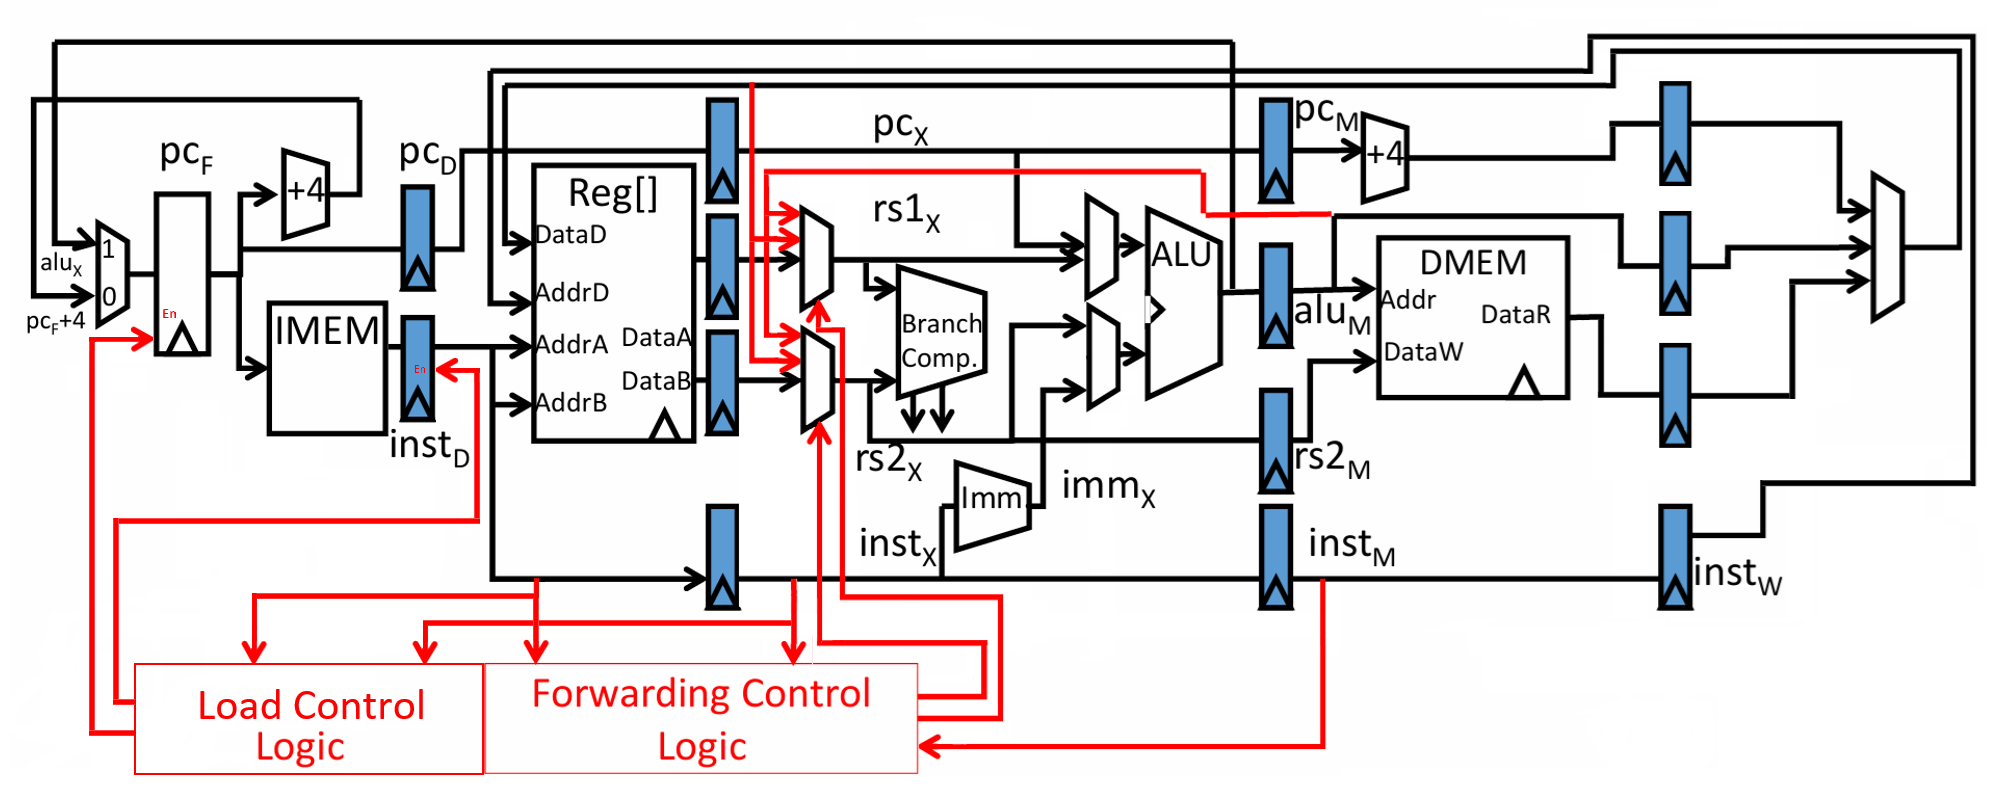 pcF
+4
pcD
1
aluX
0
pcF+4
En
IMEM
En
instD
Reg[]
DataD
AddrD
AddrA
DataA
DataB
AddrB
pcX
rs1X
Branch
Comp.
rs2X
Imm
immX
instX
ALU
pcM
+4
aluM
rs2M
instM
DMEM
Addr
DataR
DataW
instW
Load Control
Logic
Forwarding Control
Logic